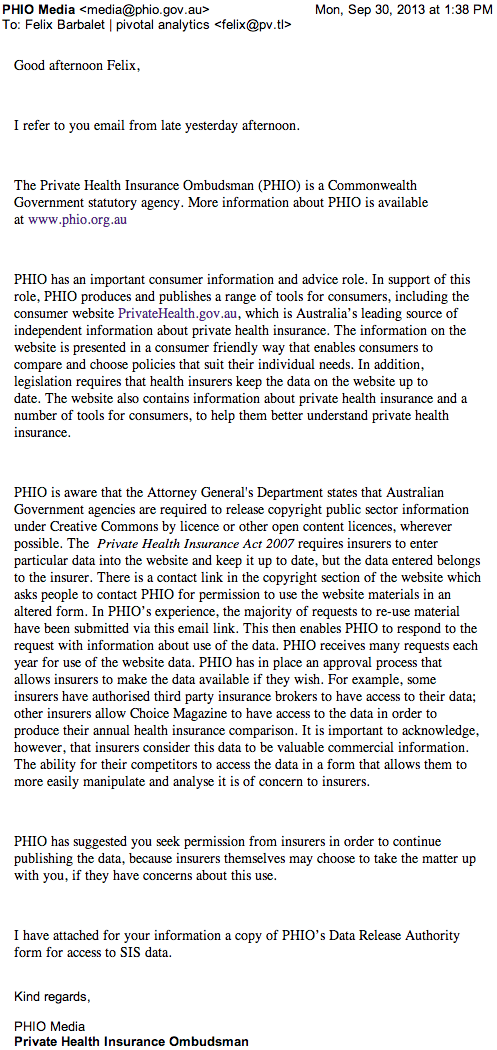 PHIO Media <media@phio.gov.au> Mon, Sep 30, 2013 at 1:38 PM
To: Felix Barbalet | pivotal analytics <felix@pv.tl>
Good afternoon Felix,
I refer to you email from late yesterday afternoon.
The Private Health Insurance Ombudsman (PHIO) is a Commonwealth
Government statutory agency. More information about PHIO is available
at www.phio.org.au
PHIO has an important consumer information and advice role. In support of this
role, PHIO produces and publishes a range of tools for consumers, including the
consumer website PrivateHealth.gov.au, which is Australia's leading source of
independent information about private health insurance. The information on the
website is presented in a consumer friendly way that enables consumers to
compare and choose policies that suit their individual needs. In addition,
legislation requires that health insurers keep the data on the website up to
date. The website also contains information about private health insurance and a
number of tools for consumers, to help them better understand private health
insurance.
PHIO is aware that the Attorney General's Department states that Australian
Government agencies are required to release copyright public sector information
under Creative Commons by licence or other open content licences, wherever
possible. The  Private Health Insurance Act 2007 requires insurers to enter
particular data into the website and keep it up to date, but the data entered belongs
to the insurer. There is a contact link in the copyright section of the website which
asks people to contact PHIO for permission to use the website materials in an
altered form. In PHIO's experience, the majority of requests to re-use material
have been submitted via this email link. This then enables PHIO to respond to the
request with information about use of the data. PHIO receives many requests each
year for use of the website data. PHIO has in place an approval process that
allows insurers to make the data available if they wish. For example, some
insurers have authorised third party insurance brokers to have access to their data;
other insurers allow Choice Magazine to have access to the data in order to
produce their annual health insurance comparison. It is important to acknowledge,
however, that insurers consider this data to be valuable commercial information.
The ability for their competitors to access the data in a form that allows them to
more easily manipulate and analyse it is of concern to insurers.
PHIO has suggested you seek permission from insurers in order to continue
publishing the data, because insurers themselves may choose to take the matter up
with you, if they have concerns about this use.
I have attached for your information a copy of PHIO's Data Release Authority
form for access to SIS data.
Kind regards,
PHIO Media
Private Health Insurance Ombudsman